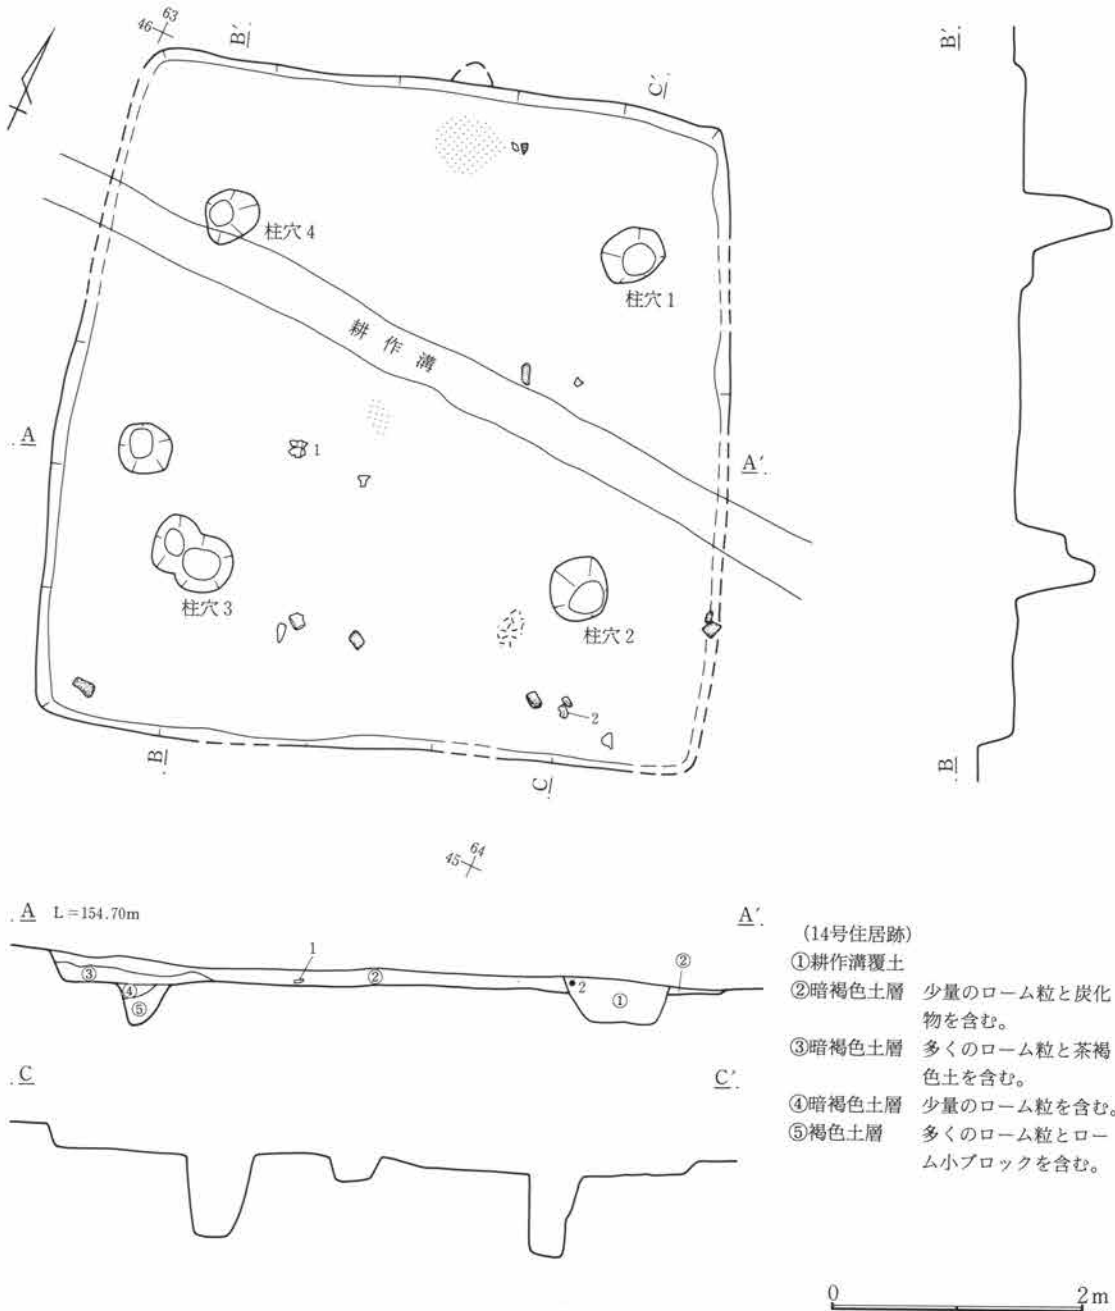 63
46
B′
C′
B′
柱穴 4
柱穴 1
耕作溝
A
1
A′
柱穴 3
柱穴 2
2
B
C
B
64
45
A L=154.70m
A′
1
③
②
②
④
⑤
2
①
C
C′
(14号住居跡)
①耕作溝覆土
②暗褐色土層 少量のローム粒と炭化
物を含む。
③暗褐色土層 多くのローム粒と茶褐
色土を含む。
④暗褐色土層 少量のローム粒を含む。
⑤褐色土層 多くのローム粒とロー
ム小ブロックを含む。
0 2m